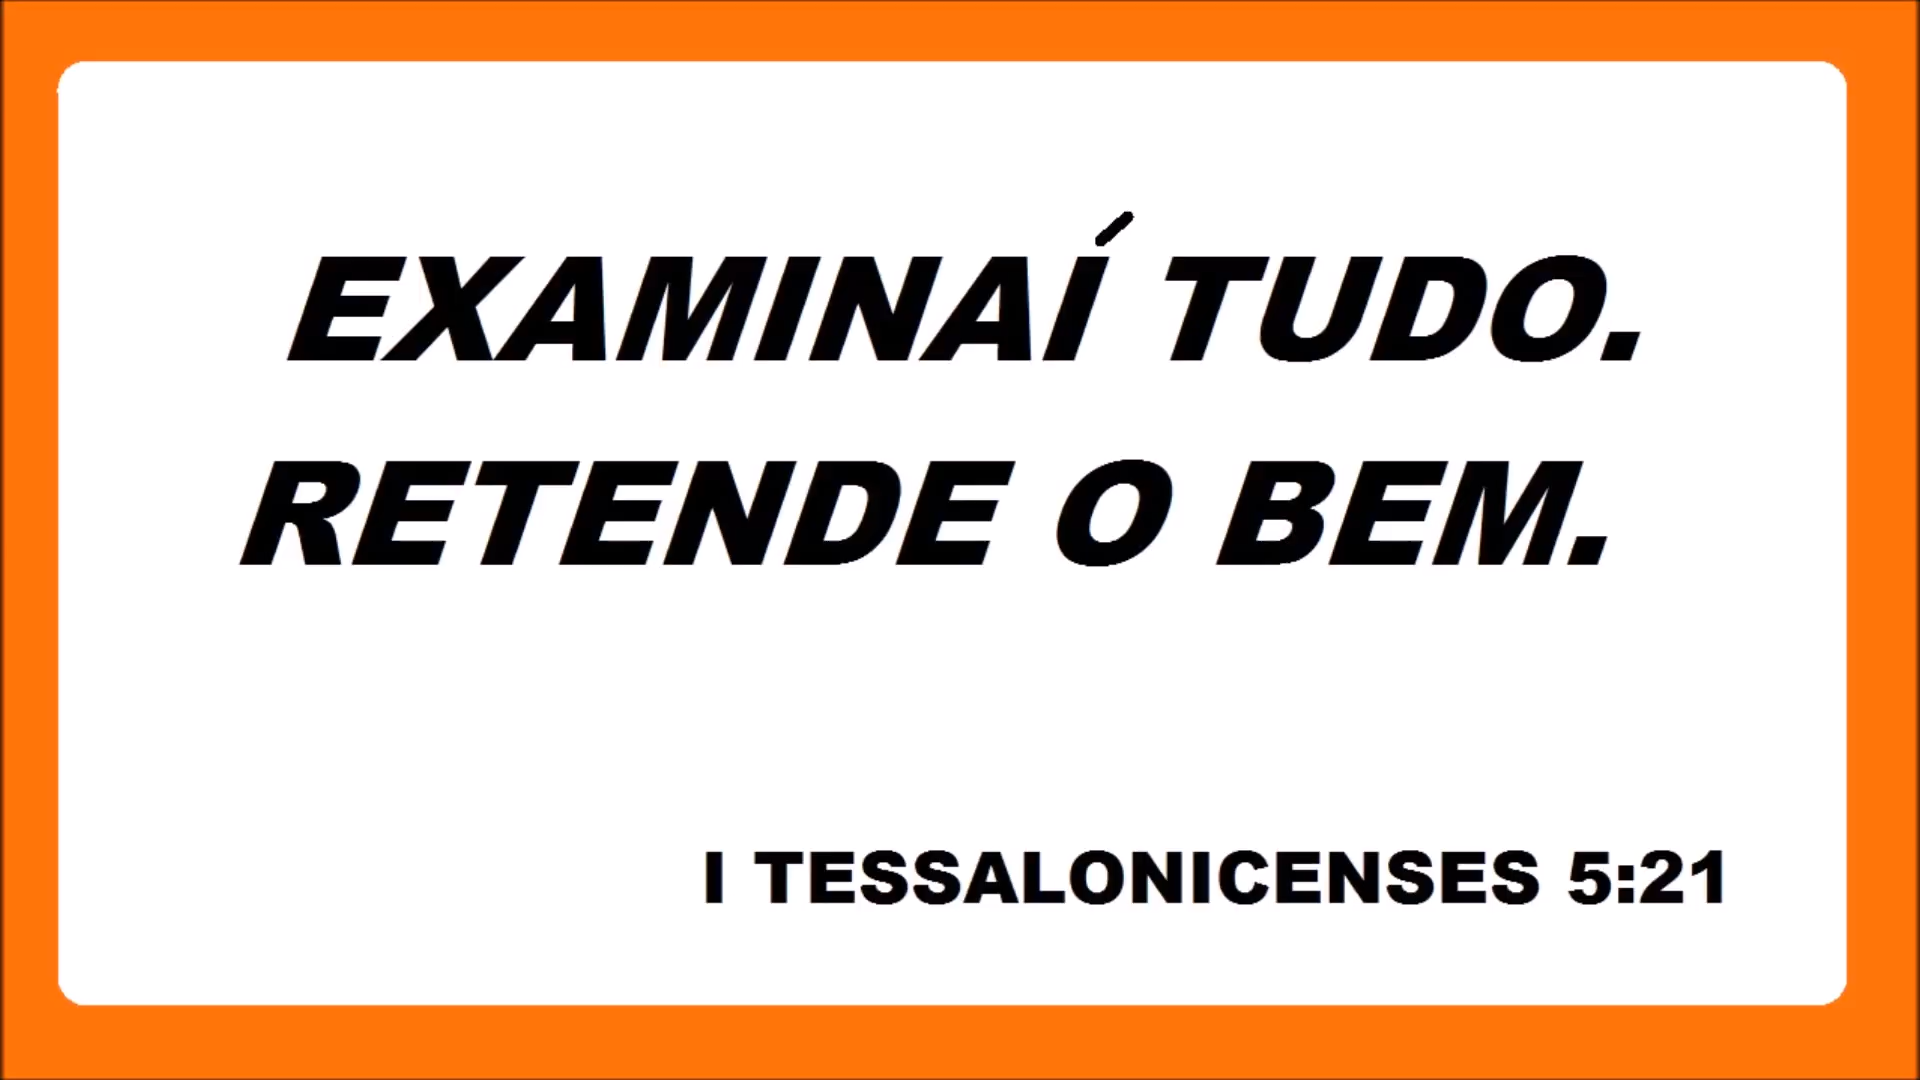 EXAMINAÍ TUDO.
RETENDE O BEM.
I TESSALONICENSES 5:21